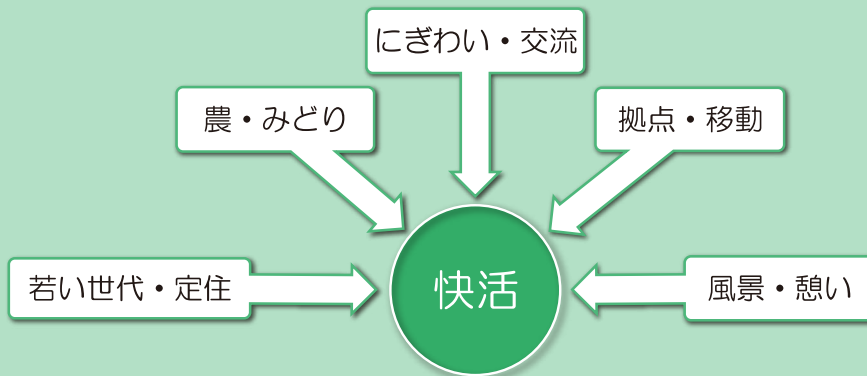 にぎわい・交流
農・みどり
拠点・移動
若い世代・定住
快活
風景・憩い